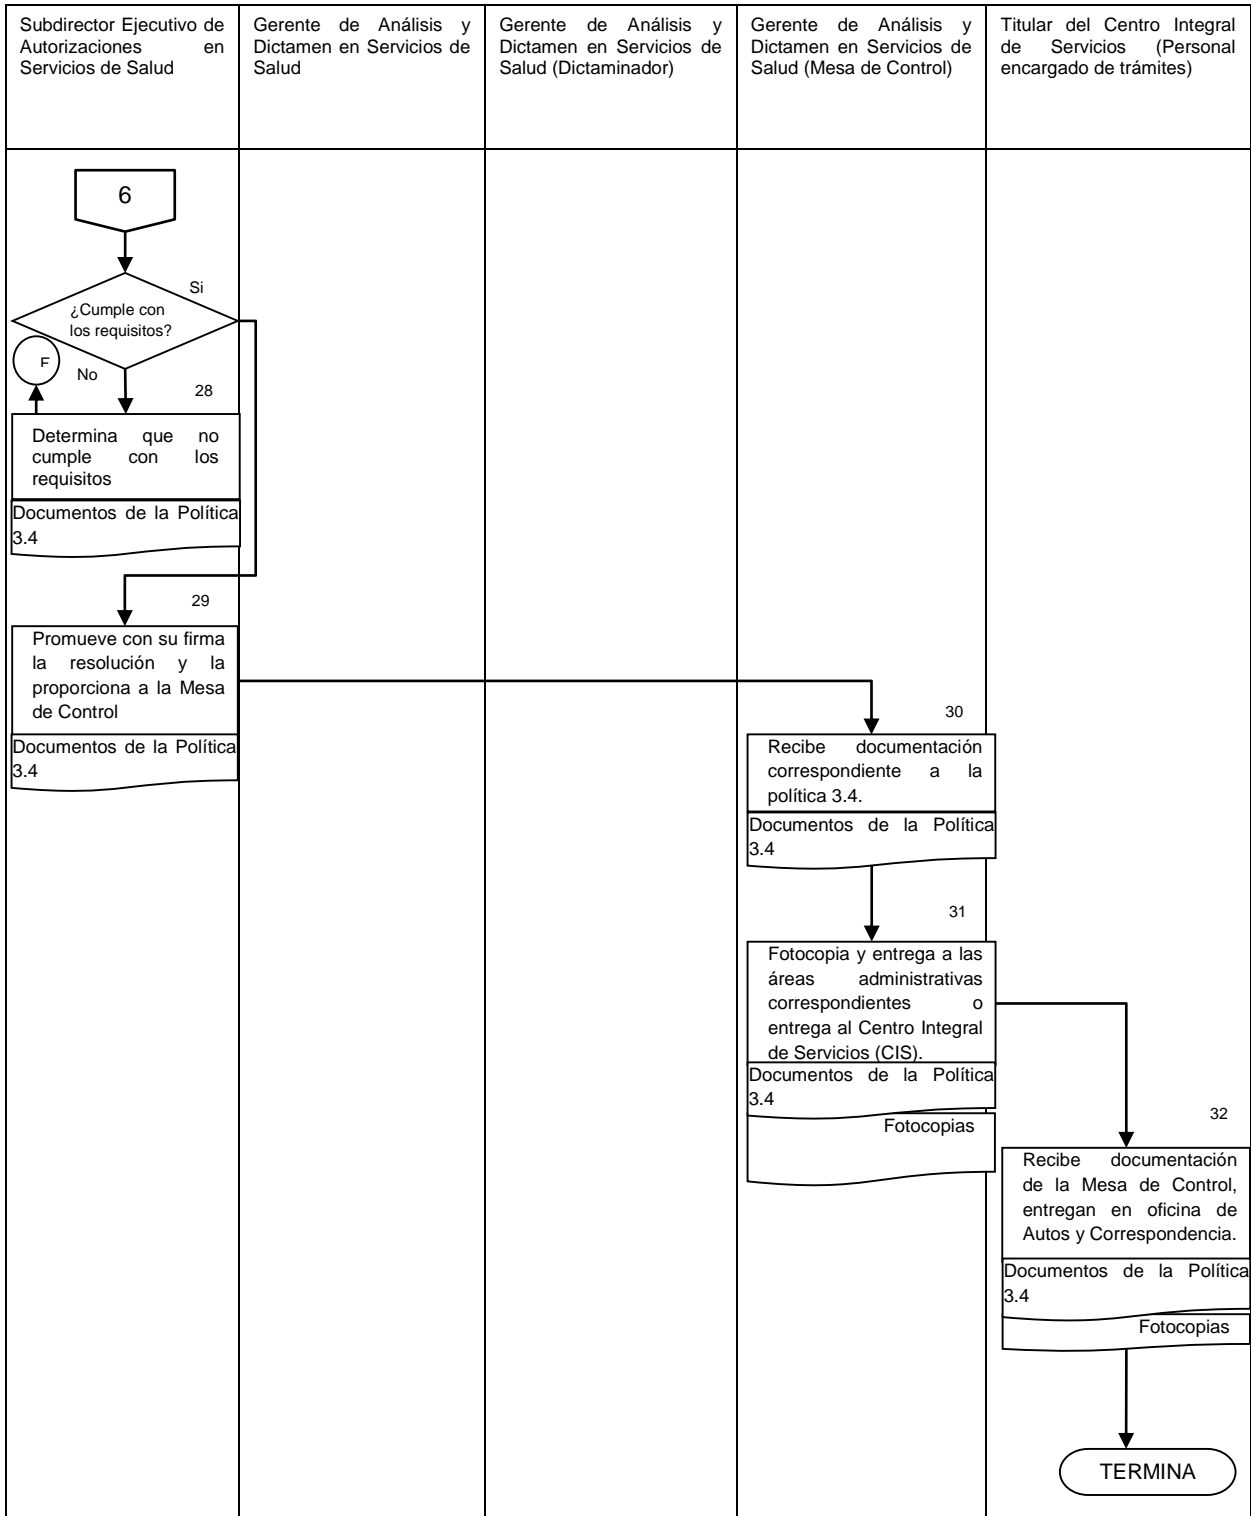 Subdirector Ejecutivo de
Autorizaciones en
Servicios de Salud
Gerente de Análisis y
Dictamen en Servicios de
Salud
Gerente de Análisis y
Dictamen en Servicios de
Salud (Dictaminador)
Gerente de Análisis y
Dictamen en Servicios de
Salud (Mesa de Control)
Titular del Centro Integral
de Servicios (Personal
encargado de trámites)
6
Si
¿Cumple con
los requisitos?
F
No
28
Determina que no
cumple con los
requisitos
Documentos de la Política
3.4
29
Promueve con su firma
la resolución y la
proporciona a la Mesa
de Control
Documentos de la Política
3.4
30
Recibe documentación
correspondiente a la
política 3.4.
Documentos de la Política
3.4
31
Fotocopia y entrega a las
áreas administrativas
correspondientes o
entrega al Centro Integral
de Servicios (CIS).
Documentos de la Política
3.4
Fotocopias
32
Recibe documentación
de la Mesa de Control,
entregan en oficina de
Autos y Correspondencia.
Documentos de la Política
3.4
Fotocopias
TERMINA